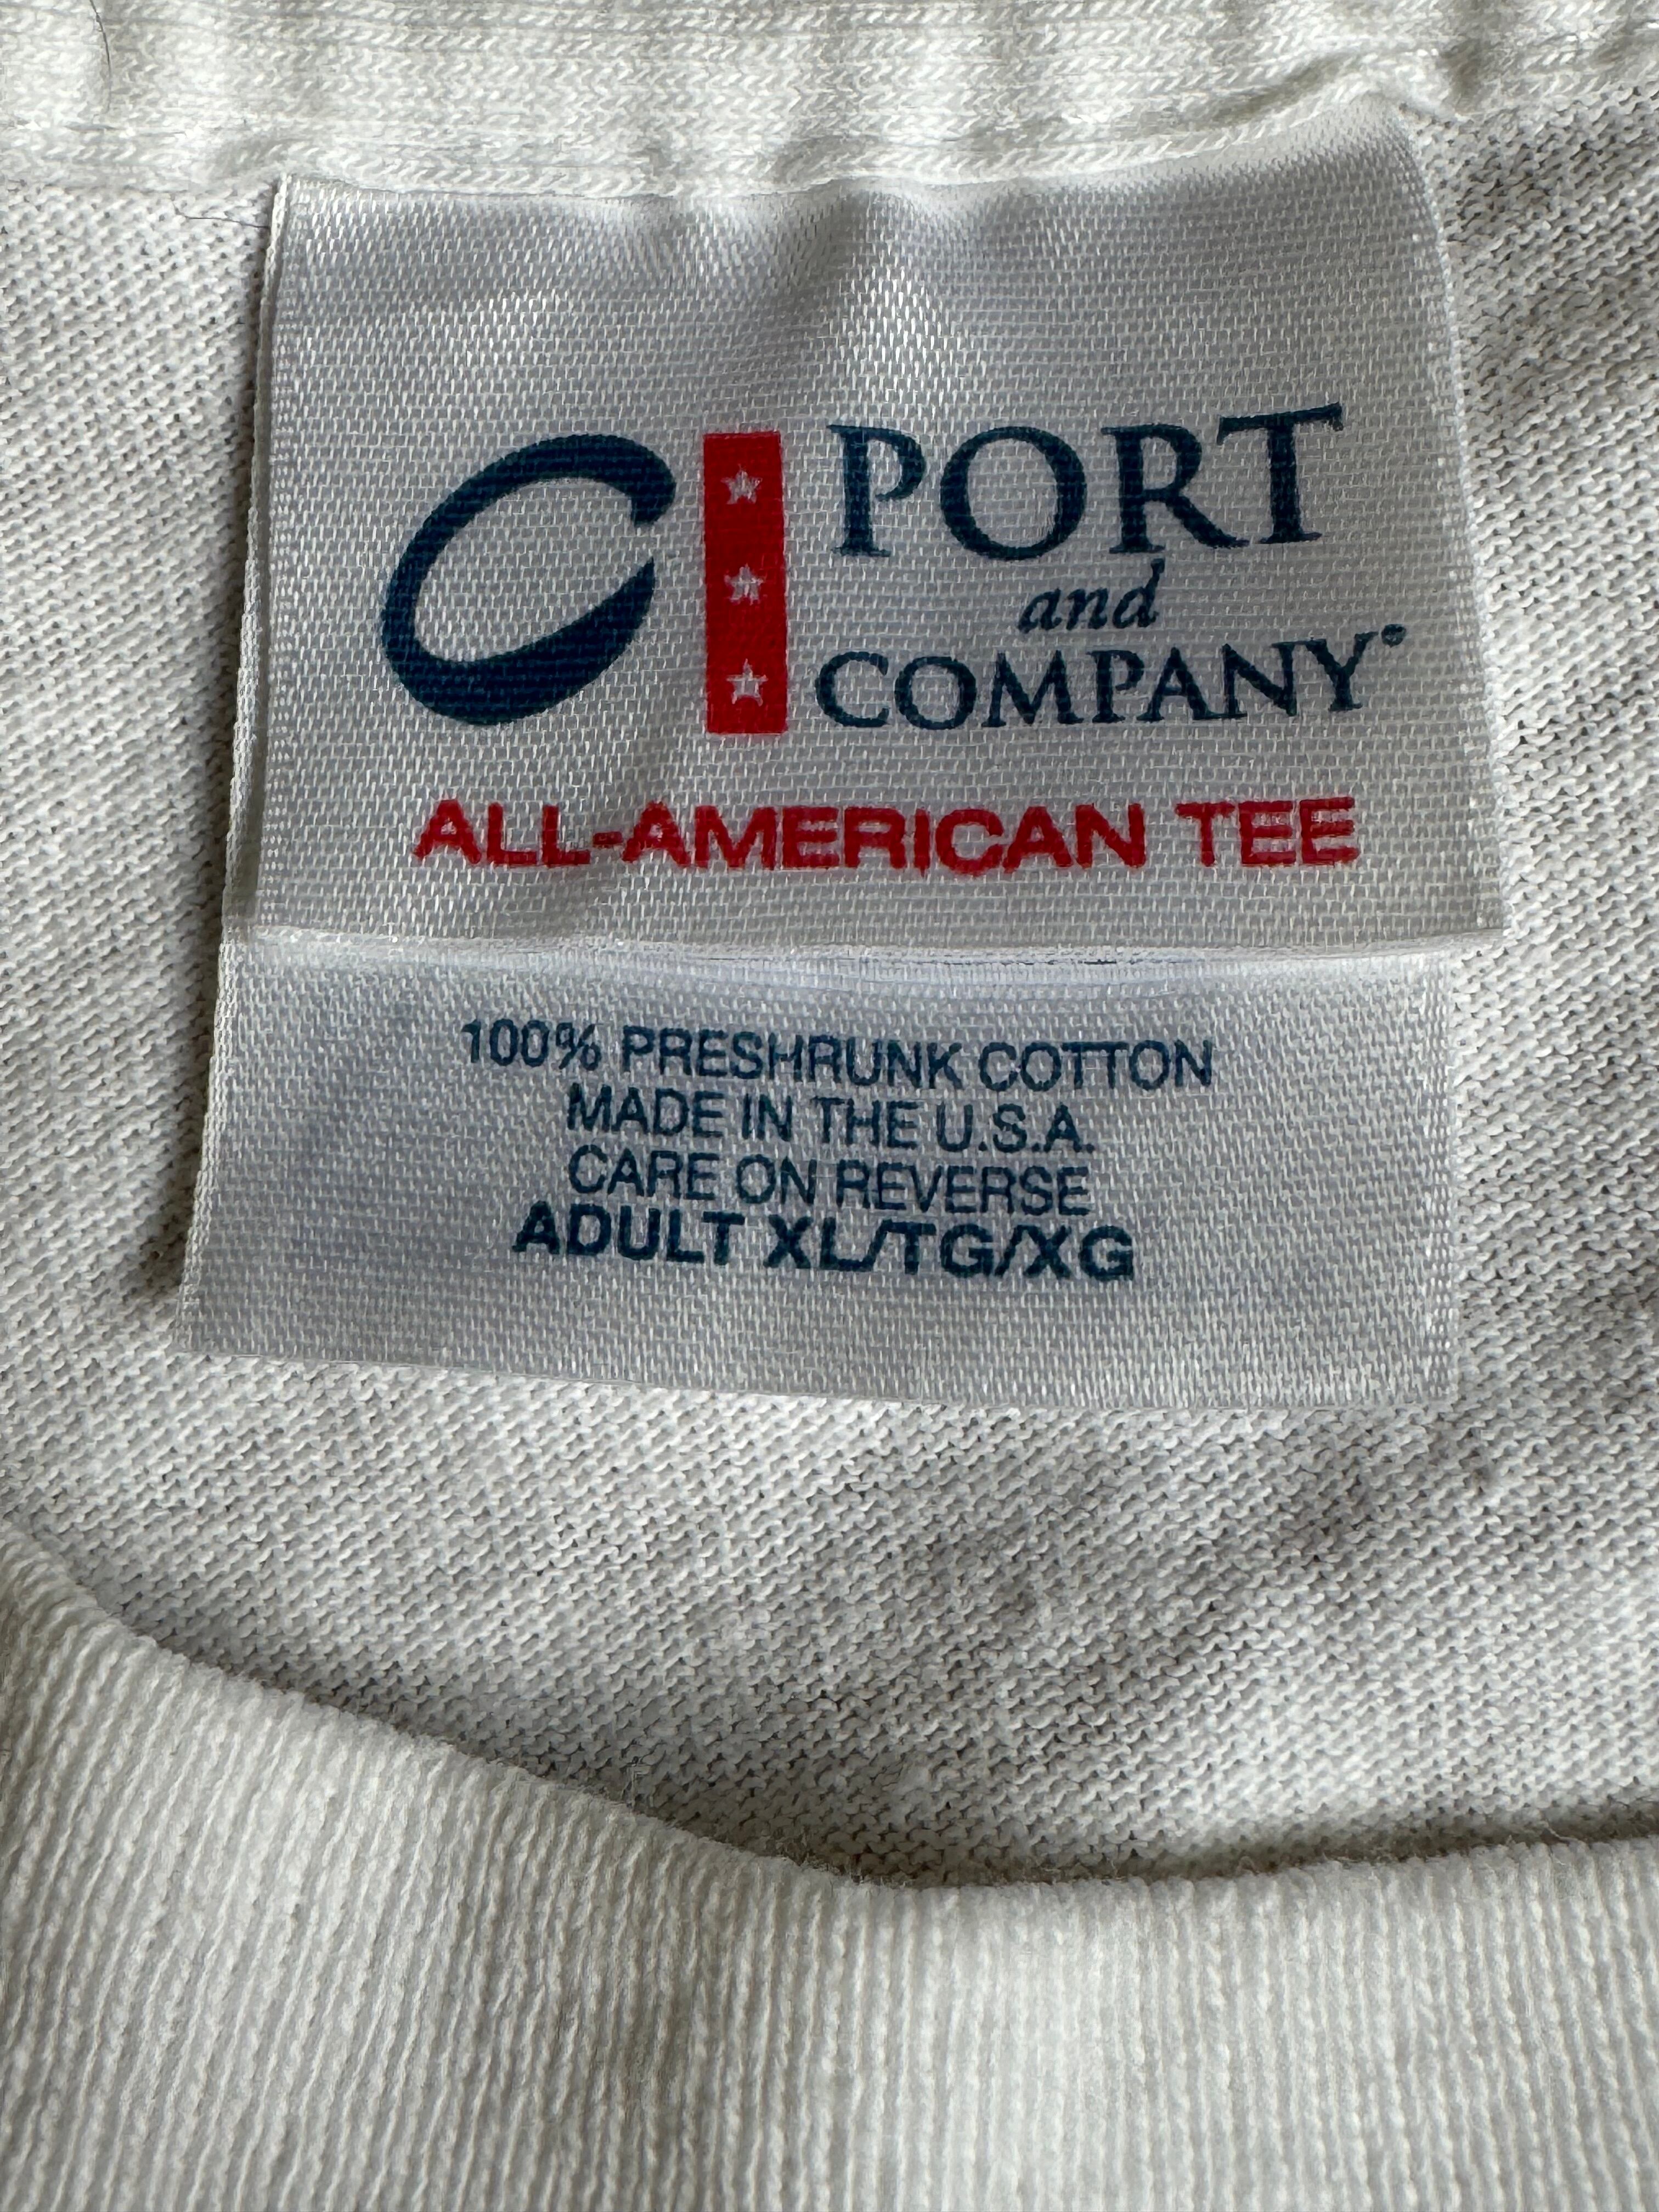 PORT
and
COMPANY®
ALL-AMERICAN TEE
100% PRESHRUNK COTTON
MADE IN THE U.S.A.
CARE ON REVERSE
ADULT XL/TG/XG